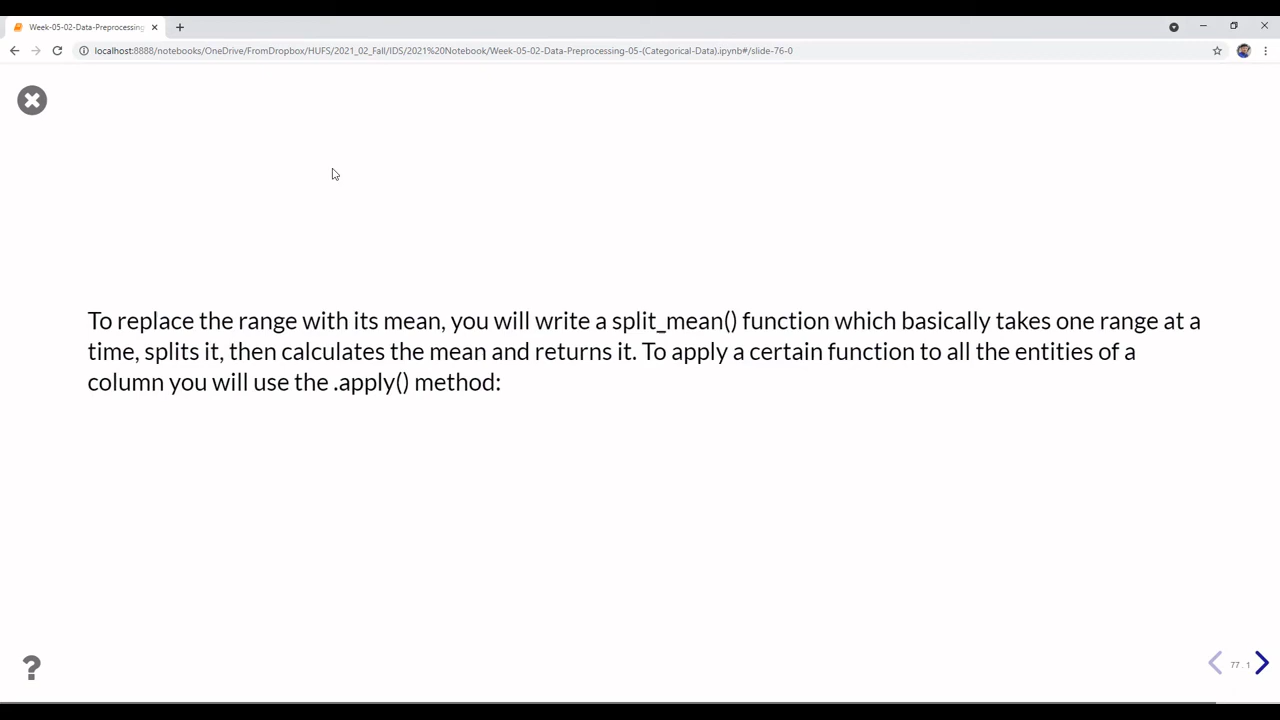 Week-05-02-Data-Preprocessing
localhost:8888/notebooks/OneDrive/FromDropbox/HUFS/2021_02_Fall/IDS/2021%20Notebook/Week-05-02-Data-Preprocessing-05-(Categorical-Data).ipynb#/slide-76-0
To replace the range with its mean, you will write a split_mean() function which basically takes one range at a
time, splits it, then calculates the mean and returns it. To apply a certain function to all the entities of a
column you will use the .apply() method:
?
77.1